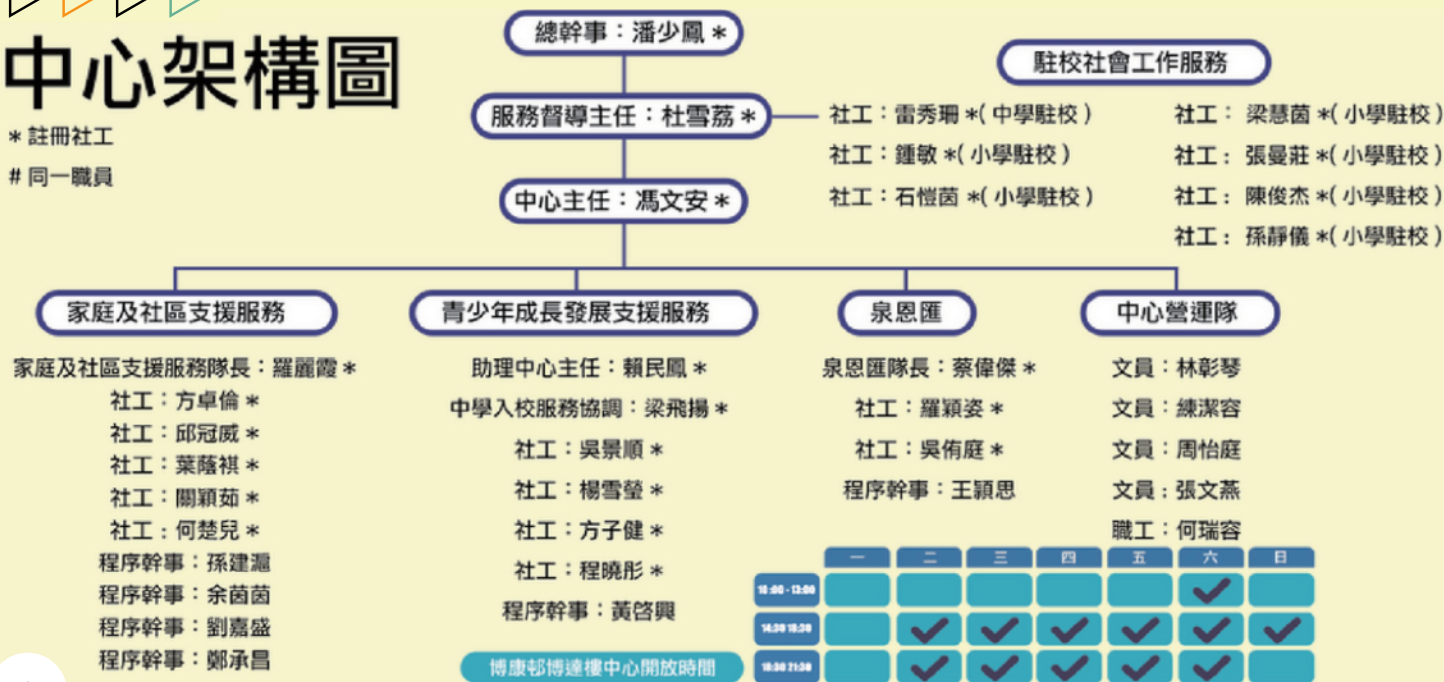 中心架構圖
* 註冊社工
# 同一職員
總幹事：潘少鳳 *
服務督導主任：杜雪荔 *
中心主任：馮文安 *
駐校社會工作服務
社工：雷秀珊 *( 中學駐校 )
社工：鍾敏 *( 小學駐校 )
社工：石愷茵 *( 小學駐校 )
社工： 梁慧茵 *( 小學駐校 )
社工： 張曼莊 *( 小學駐校 )
社工： 陳俊杰 *( 小學駐校 )
社工： 孫靜儀 *( 小學駐校 )
家庭及社區支援服務
家庭及社區支援服務隊長：羅麗霞 *
社工：方卓倫 *
社工：邱冠威 *
社工：葉蔭祺 *
社工：關穎茹 *
社工：何楚兒 *
程序幹事：孫建滬
程序幹事：余茵茵
程序幹事：劉嘉盛
程序幹事：鄭承昌
青少年成長發展支援服務
助理中心主任：賴民鳳 *
中學入校服務協調：梁飛揚 *
社工：吳景順 *
社工：楊雪螢 *
社工：方子健 *
社工：程曉彤 *
程序幹事：黃啓興
泉恩匯
泉恩匯隊長：蔡偉傑 *
社工：羅穎姿 *
社工：吳侑庭 *
程序幹事：王穎思
中心營運隊
文員：林彰琴
文員：練潔容
文員：周怡庭
文員：張文燕
職工：何瑞容
博康邨博達樓中心開放時間
一 二 三 四 五 六 日
10:00 - 13:00
14:30 18:30
18:30 21:30